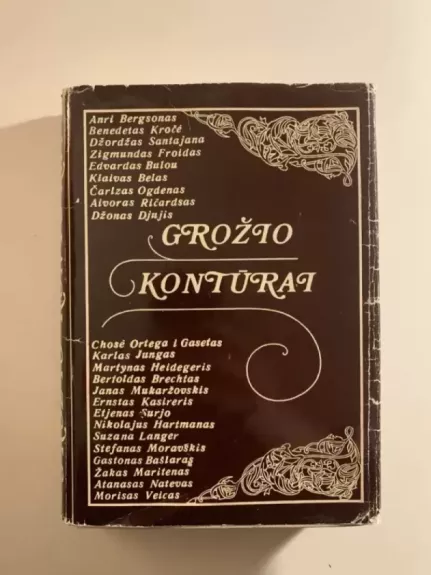 Anri Bergsonas
Benedetas Kročė
Džordžas Santajana
Zigmundas Froidas
Edvardas Balou
Klaivas Belas
Čarlzas Ogdenas
Aivoras Ričardsas
Džonas Djujis
GROŽIO
KONTŪRAI
Chosė Ortega i Gasetas
Karlas Jungas
Martynas Heidegeris
Bertoldas Brechtas
Janas Mukaržovskis
Ernstas Kasireris
Etjenas Surjo
Nikolajus Hartmanas
Suzana Langer
Stefanas Moravskis
Gastonas Bašlaras
Žakas Maritenas
Atanasas Natevas
Morisas Veicas